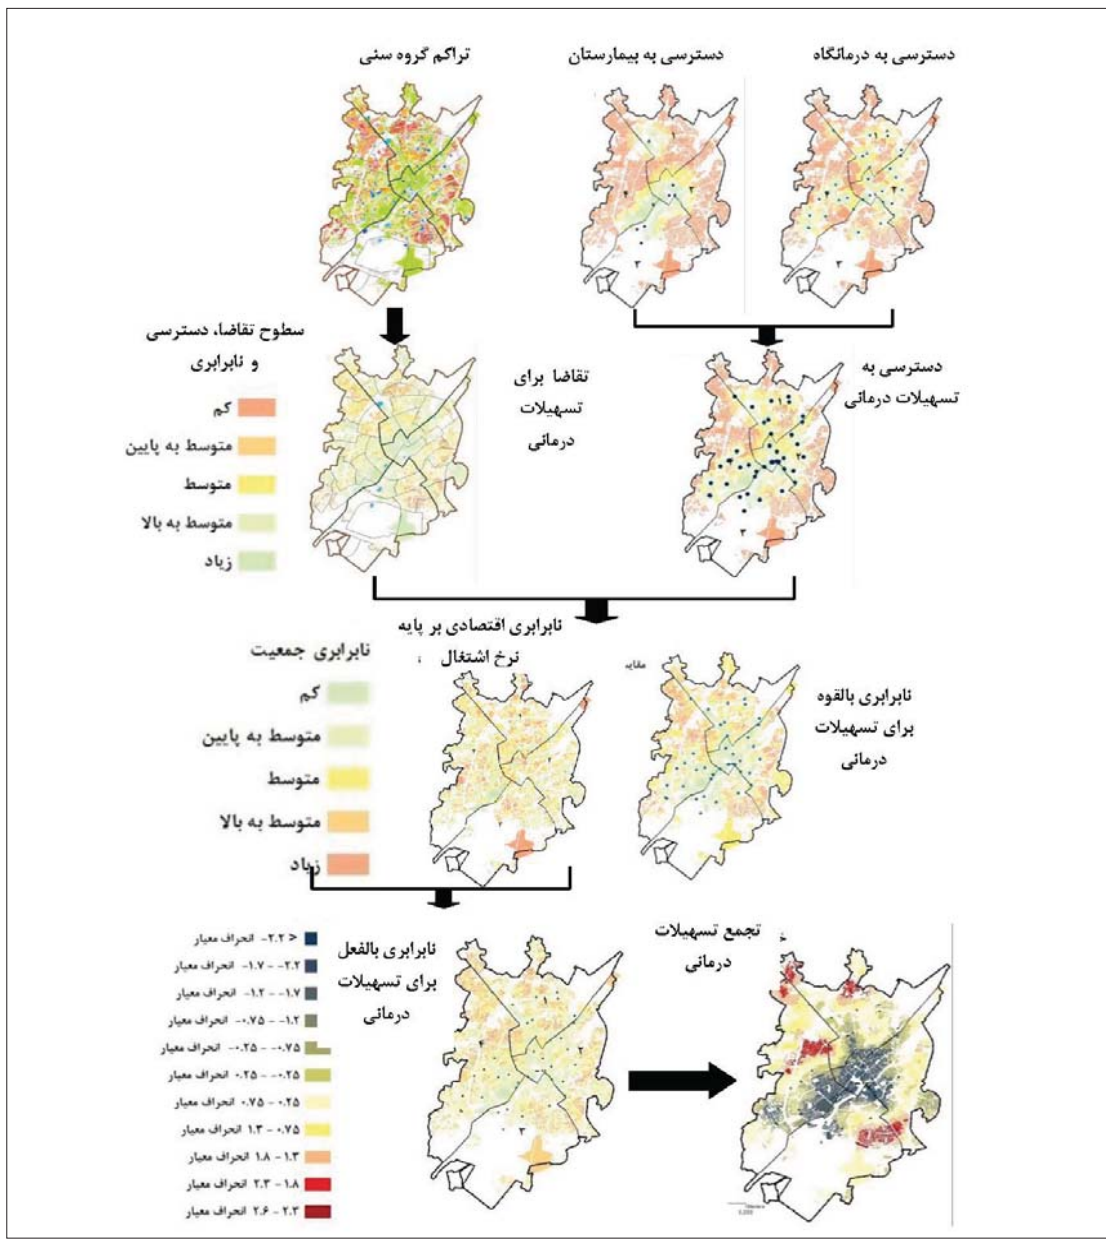 دسترسی به درمانگاه
دسترسی به بیمارستان
تراکم گروه سنی
سطوح تقاضا، دسترسی
و نابرابری
کم
متوسط به پایین
متوسط
متوسط به بالا
زیاد
تقاضا برای
تسهیلات
درمانی
دسترسی به
تسهیلات درمانی
نابرابری اقتصادی بر پایه
نرخ اشتغال
نابرابری جمعیت
کم
متوسط به پایین
متوسط
متوسط به بالا
زیاد
مقایه
نابرابری بالقوه
برای تسهیلات
درمانی
نابرابری بالفعل
برای تسهیلات
درمانی
تجمع تسهیلات
درمانی
< ۲.۲- انحراف معیار
۱.۷- – ۲.۲- انحراف معیار
۱.۲- – ۱.۷- انحراف معیار
۰.۷۵- – ۱.۲- انحراف معیار
۰.۲۵- – ۰.۷۵- انحراف معیار
۰.۲۵ – ۰.۲۵- انحراف معیار
۰.۷۵ – ۰.۲۵ انحراف معیار
۱.۳ – ۰.۷۵ انحراف معیار
۱.۸ – ۱.۳ انحراف معیار
۲.۳ – ۱.۸ انحراف معیار
۲.۶ – ۲.۳ انحراف معیار